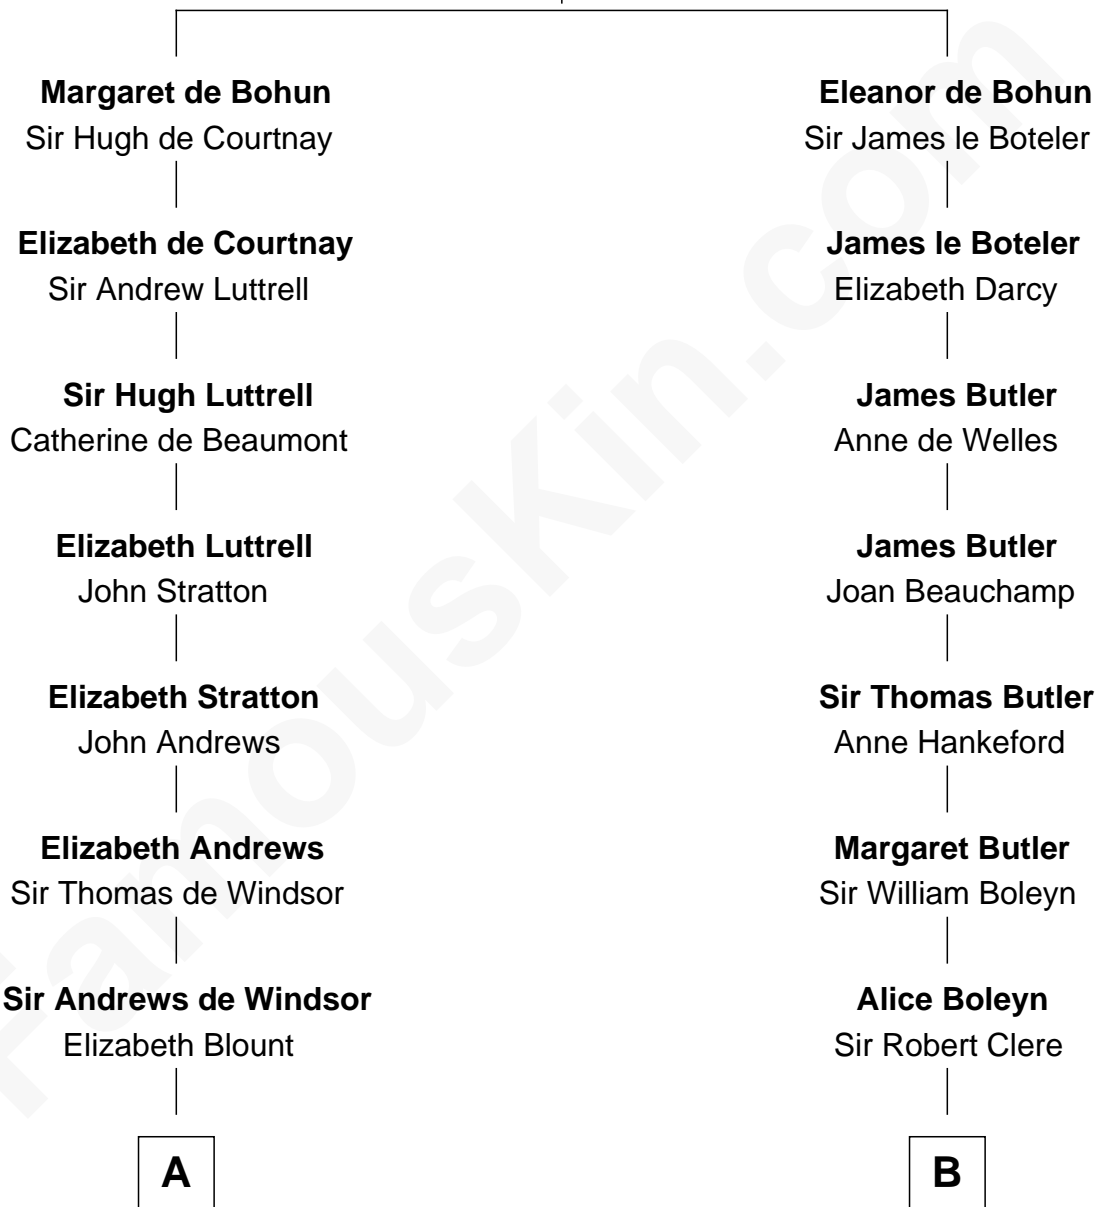 Margaret de Bohun
Sir Hugh de Courtnay
Eleanor de Bohun
Sir James le Boteler
Elizabeth de Courtnay
Sir Andrew Luttrell
James le Boteler
Elizabeth Darcy
Sir Hugh Luttrell
Catherine de Beaumont
James Butler
Anne de Welles
Elizabeth Luttrell
John Stratton
James Butler
Joan Beauchamp
Elizabeth Stratton
John Andrews
Sir Thomas Butler
Anne Hankeford
Elizabeth Andrews
Sir Thomas de Windsor
Margaret Butler
Sir William Boleyn
Sir Andrews de Windsor
Elizabeth Blount
Alice Boleyn
Sir Robert Clere
A
B
FamousKin.com